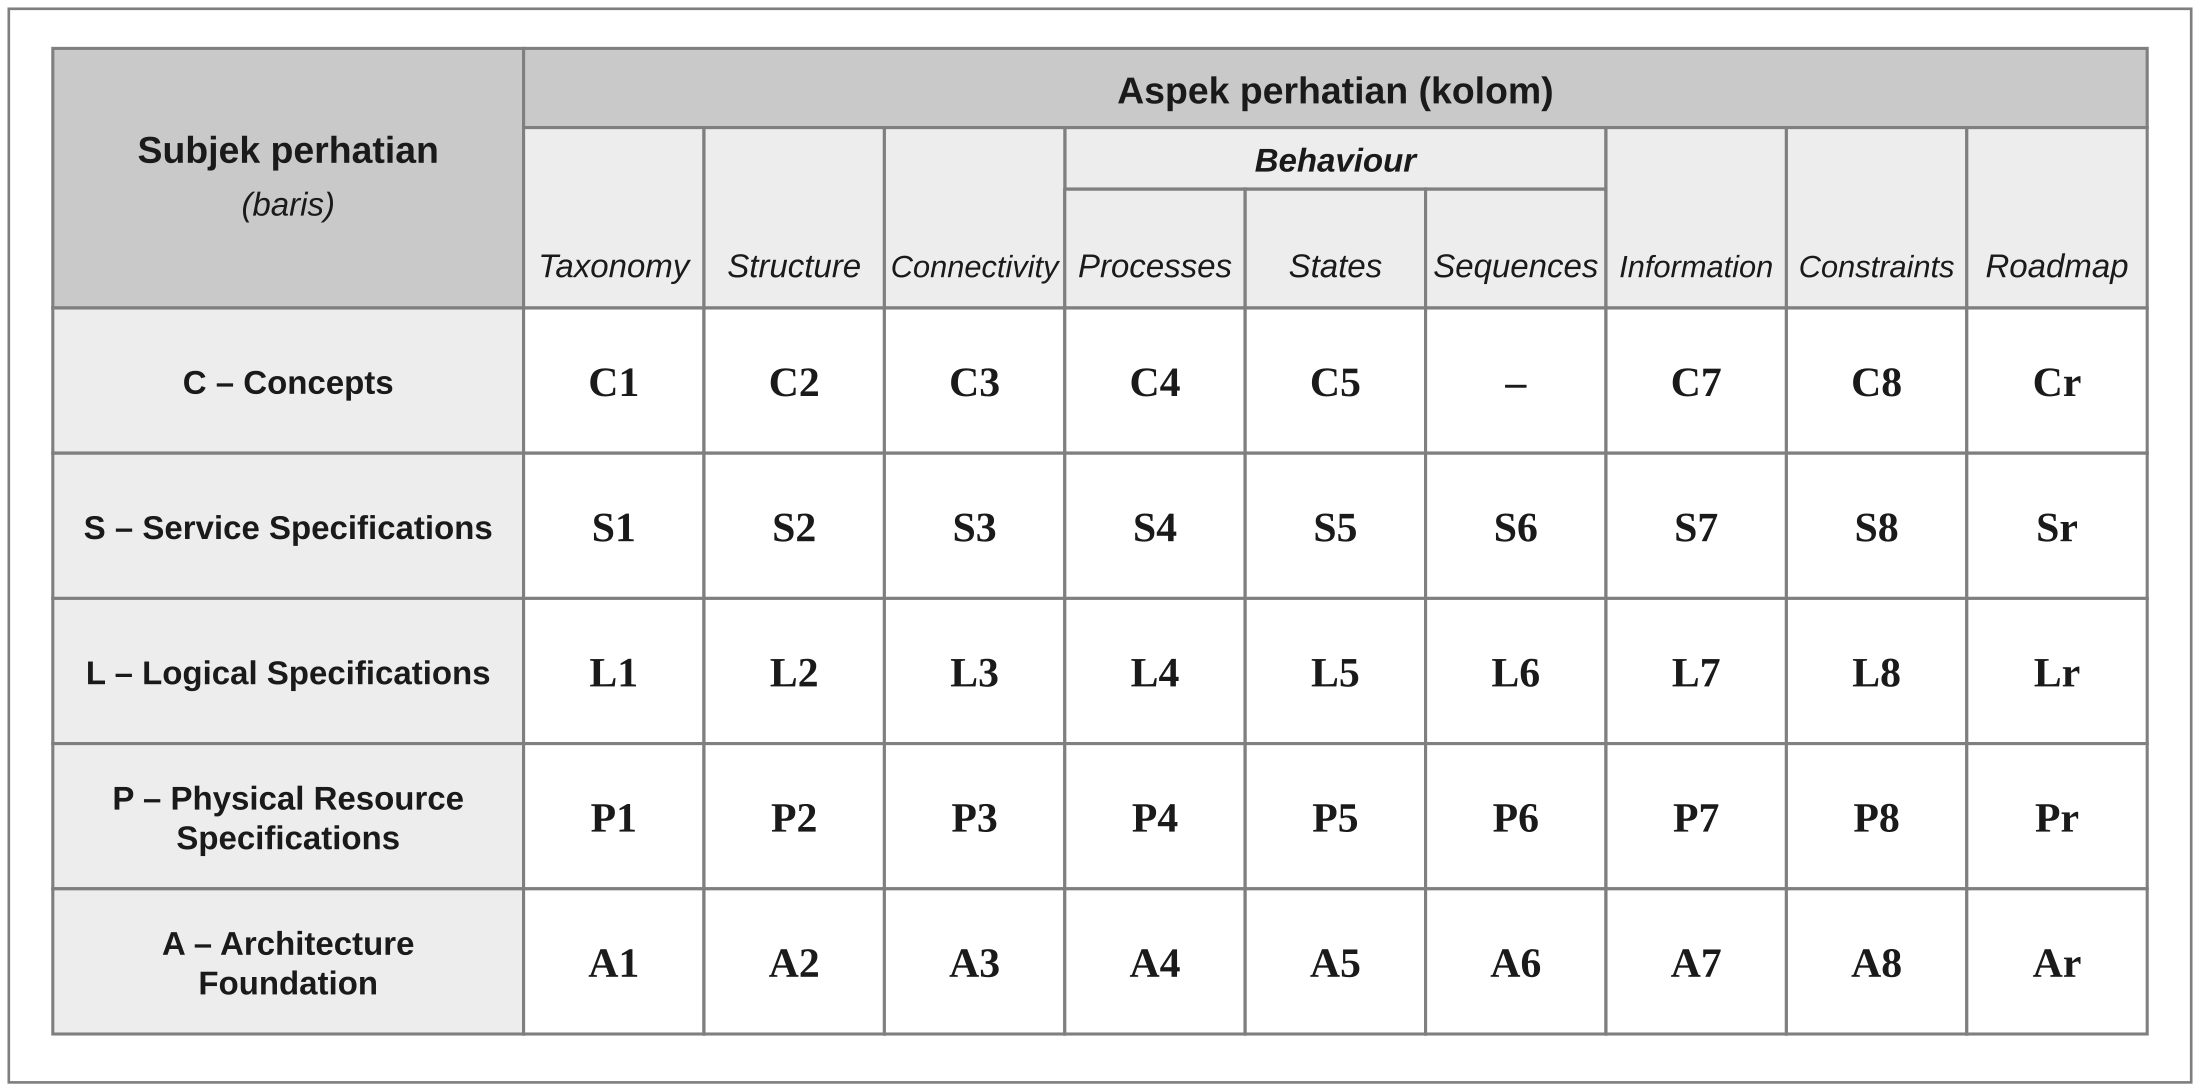 Subjek perhatian
(baris)
Aspek perhatian (kolom)
Behaviour
Taxonomy Structure Connectivity Processes States Sequences Information Constraints Roadmap
C – Concepts C1 C2 C3 C4 C5 – C7 C8 Cr
S – Service Specifications S1 S2 S3 S4 S5 S6 S7 S8 Sr
L – Logical Specifications L1 L2 L3 L4 L5 L6 L7 L8 Lr
P – Physical Resource
Specifications
P1 P2 P3 P4 P5 P6 P7 P8 Pr
A – Architecture
Foundation
A1 A2 A3 A4 A5 A6 A7 A8 Ar